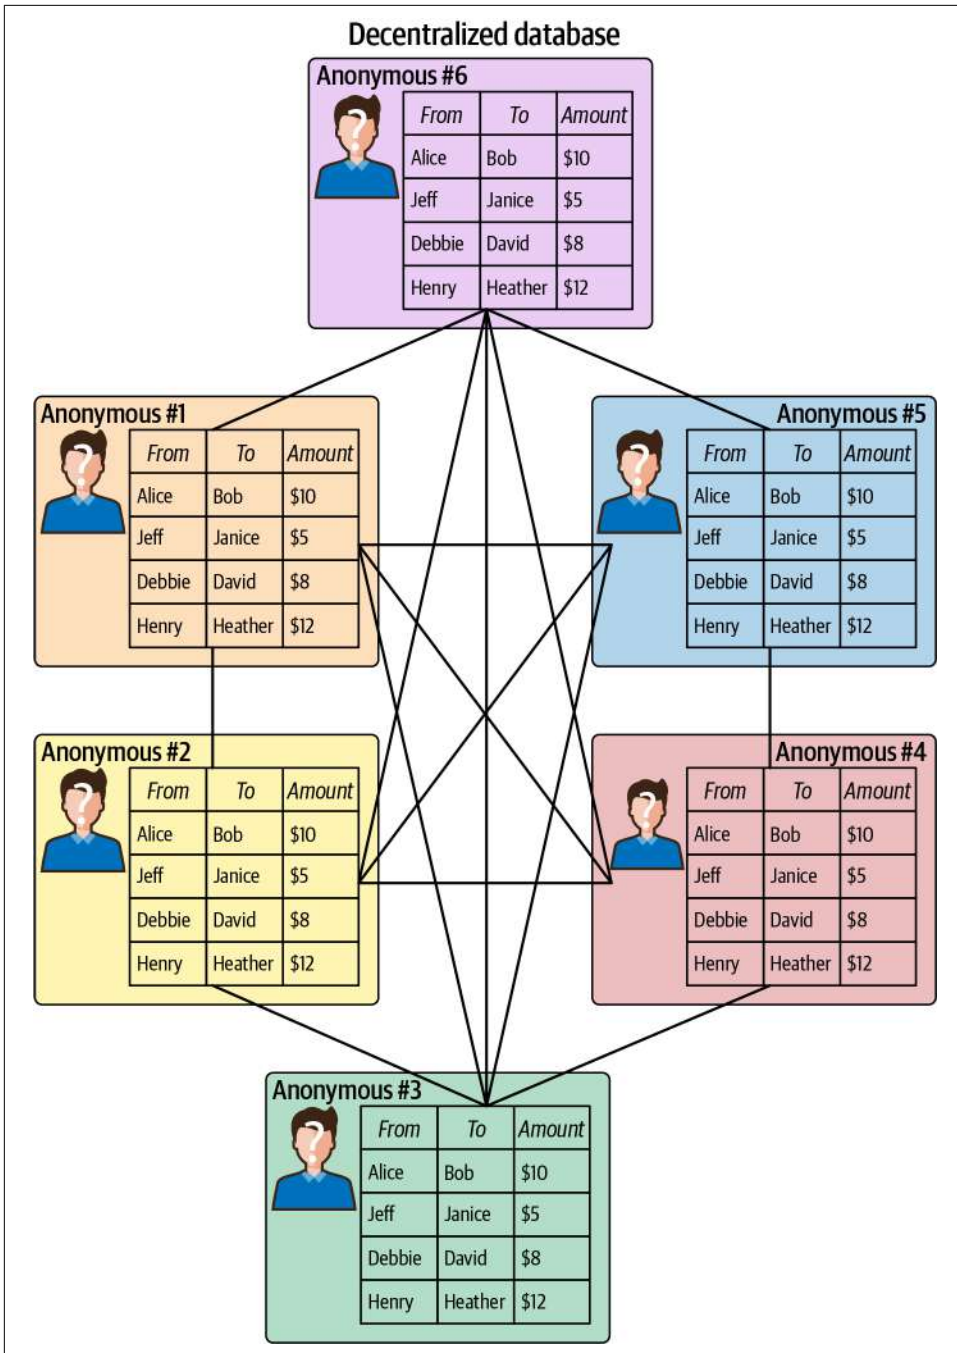 Decentralized database
Anonymous #6
?
From To Amount
Alice Bob $10
Jeff Janice $5
Debbie David $8
Henry Heather $12
Anonymous #1
?
From To Amount
Alice Bob $10
Jeff Janice $5
Debbie David $8
Henry Heather $12
Anonymous #5
?
From To Amount
Alice Bob $10
Jeff Janice $5
Debbie David $8
Henry Heather $12
Anonymous #2
?
From To Amount
Alice Bob $10
Jeff Janice $5
Debbie David $8
Henry Heather $12
Anonymous #4
?
From To Amount
Alice Bob $10
Jeff Janice $5
Debbie David $8
Henry Heather $12
Anonymous #3
?
From To Amount
Alice Bob $10
Jeff Janice $5
Debbie David $8
Henry Heather $12